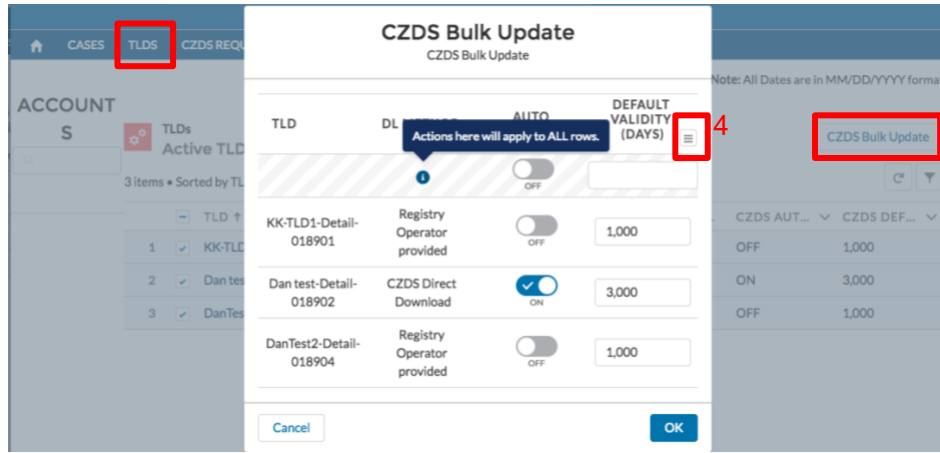 CZDS Bulk Update
CZDS Bulk Update
CASES TLDS CZDS REQU
Note: All Dates are in MM/DD/YYYY forma
ACCOUNT
S
TLDs
Active TLD
CZDS Bulk Update
3 items • Sorted by TL
TLD DL AUTO DEFAULT VALIDITY (DAYS)
4
Actions here will apply to ALL rows.
OFF
KK-TLD1-Detail-018901 Registry Operator provided OFF 1,000
Dan test-Detail-018902 CZDS Direct Download ON 3,000
DanTest2-Detail-018904 Registry Operator provided OFF 1,000
TLD CZDS AUT... CZDS DEF...
1 KK-TLD OFF 1,000
2 Dan tes ON 3,000
3 DanTes OFF 1,000
Cancel OK